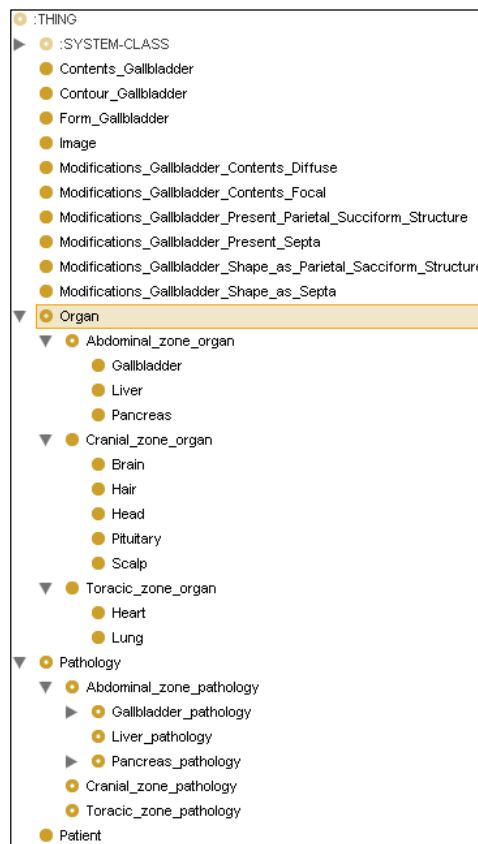 :THING
:SYSTEM-CLASS
Contents_Gallbladder
Contour_Gallbladder
Form_Gallbladder
Image
Modifications_Gallbladder_Contents_Diffuse
Modifications_Gallbladder_Contents_Focal
Modifications_Gallbladder_Present_Parietal_Succiform_Structure
Modifications_Gallbladder_Present_Septa
Modifications_Gallbladder_Shape_as_Parietal_Sacciform_Structure
Modifications_Gallbladder_Shape_as_Septa
Organ
Abdominal_zone_organ
Gallbladder
Liver
Pancreas
Cranial_zone_organ
Brain
Hair
Head
Pituitary
Scalp
Toracic_zone_organ
Heart
Lung
Pathology
Abdominal_zone_pathology
Gallbladder_pathology
Liver_pathology
Pancreas_pathology
Cranial_zone_pathology
Toracic_zone_pathology
Patient